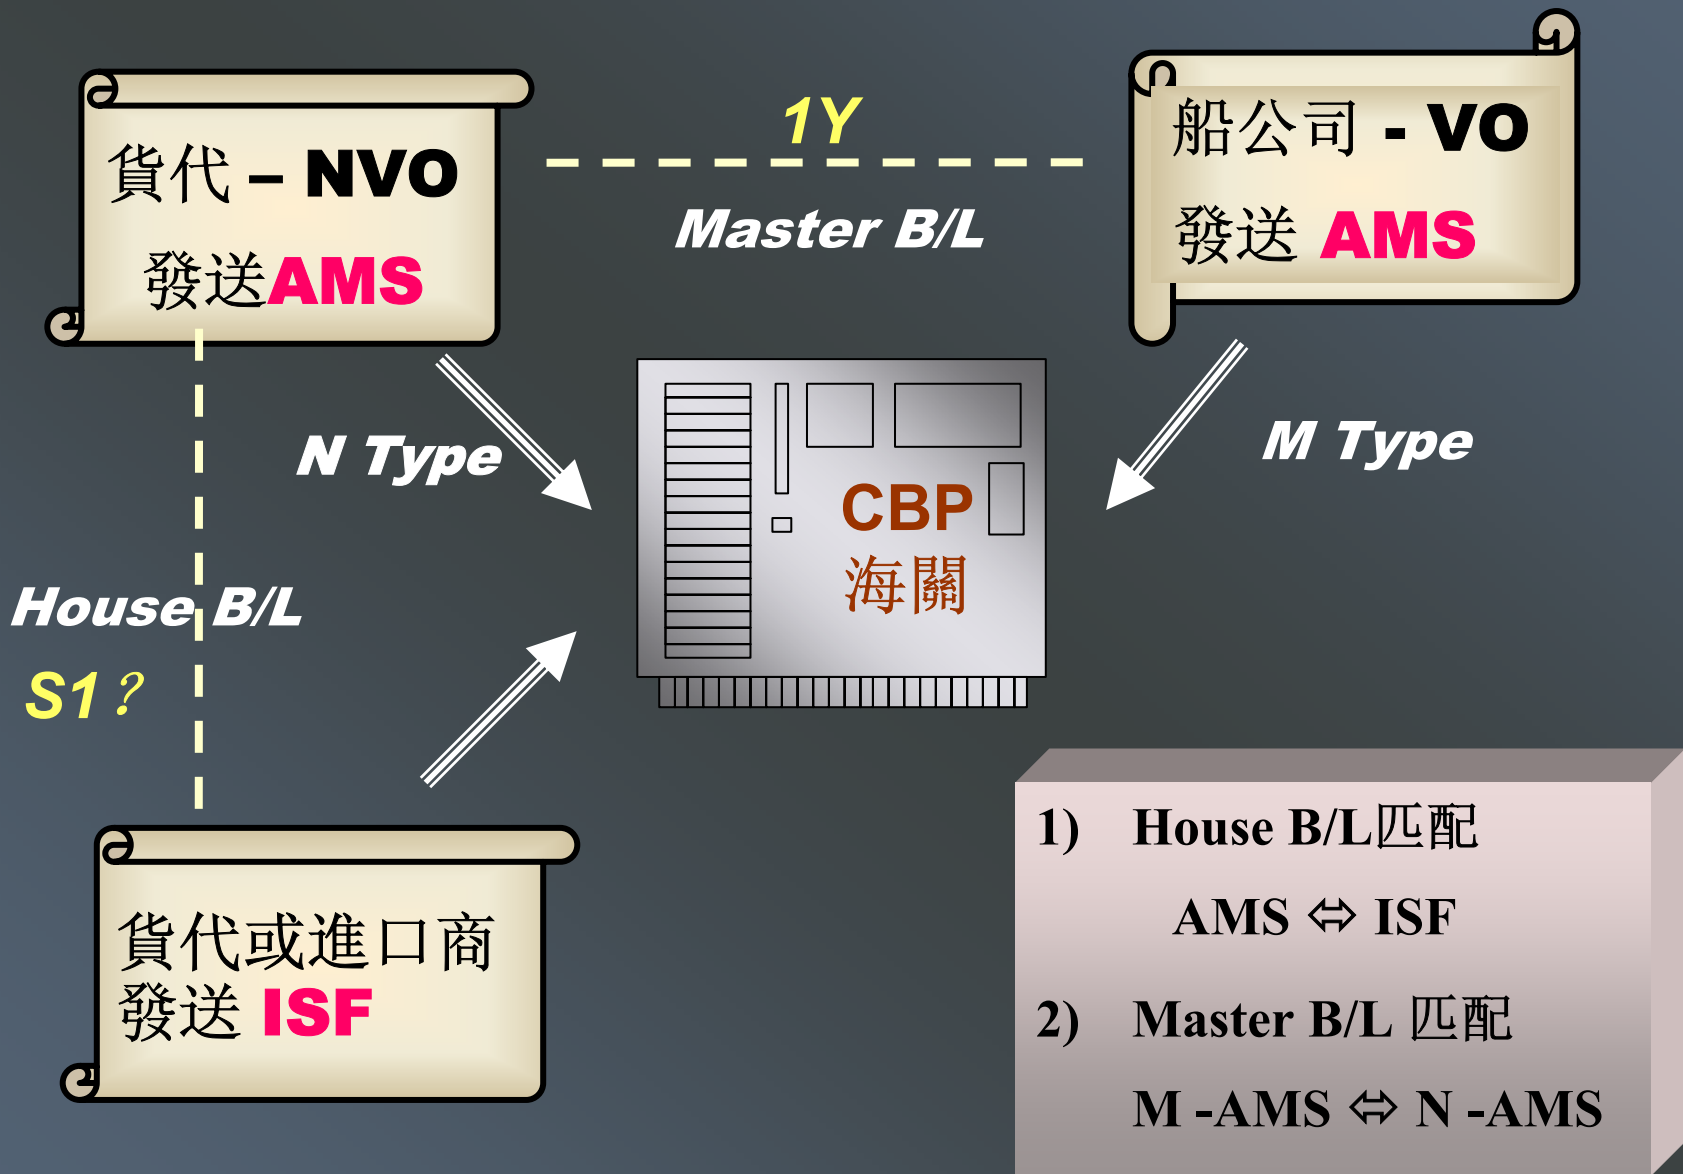 貨代 – NVO
發送AMS
1Y
Master B/L
船公司 - VO
發送 AMS
N Type
M Type
CBP
海關
House B/L
S1?
貨代或進口商
發送 ISF
1) House B/L匹配
AMS ⬄ ISF
2) Master B/L 匹配
M -AMS ⬄ N -AMS